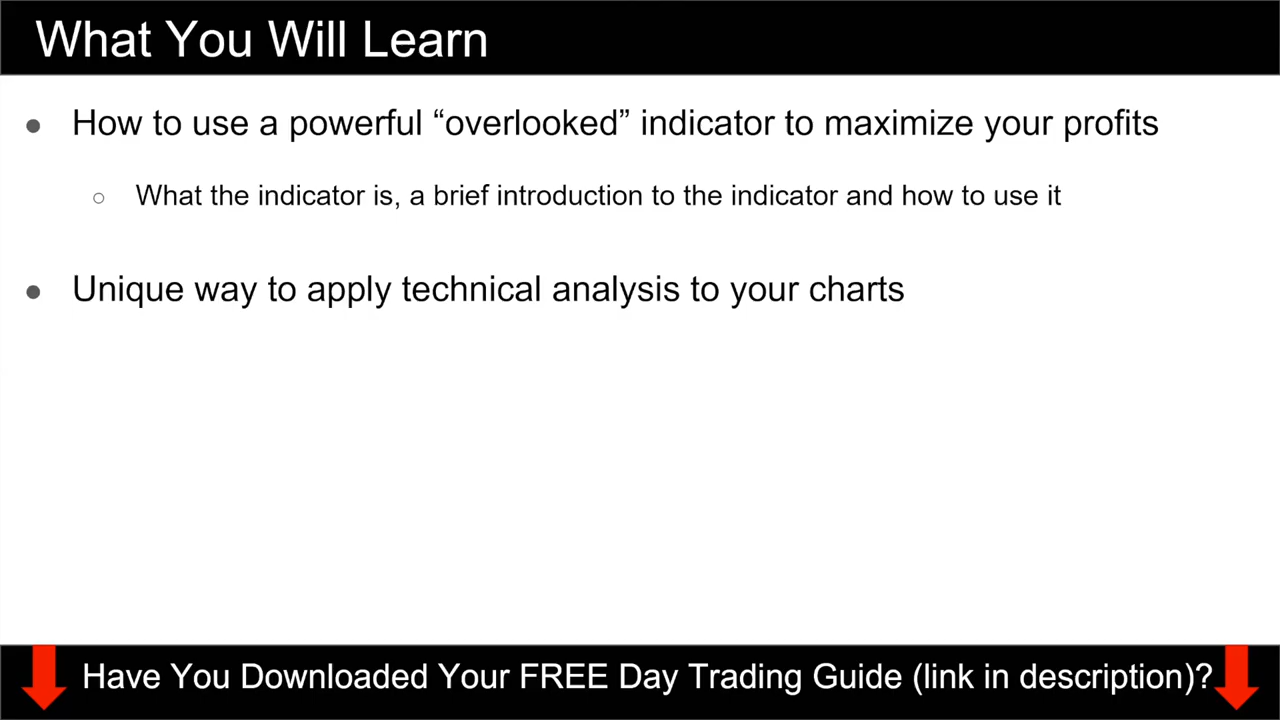 What You Will Learn
● How to use a powerful “overlooked” indicator to maximize your profits
○ What the indicator is, a brief introduction to the indicator and how to use it
● Unique way to apply technical analysis to your charts
Have You Downloaded Your FREE Day Trading Guide (link in description)?